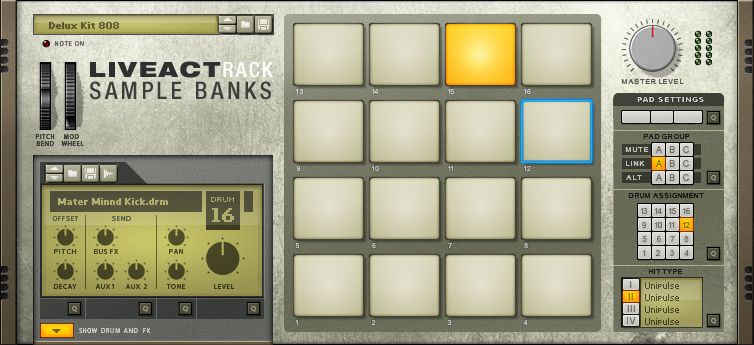 Delux Kit 808
NOTE ON
LIVEACTRACK
SAMPLE BANKS
PITCH BEND
MOD WHEEL
Mater Minnd Kick.drm
DRUM
16
OFFSET
SEND
PITCH
BUS FX
PAN
DECAY
AUX1
AUX 2
TONE
LEVEL
Q Q Q Q
SHOW DRUM AND FX
13 14 15 16
9 10 11 12
5 6 7 8
1 2 3 4
MASTER LEVEL
PAD SETTINGS
Q
PAD GROUP
MUTE A B C
LINK A B C
ALT A B C
Q
DRUM ASSIGNMENT
13 14 15 16
9 10 11 12
5 6 7 8
1 2 3 4
Q
HIT TYPE
I Unipulse
II Unipulse
III Unipulse
IV Unipulse
Q